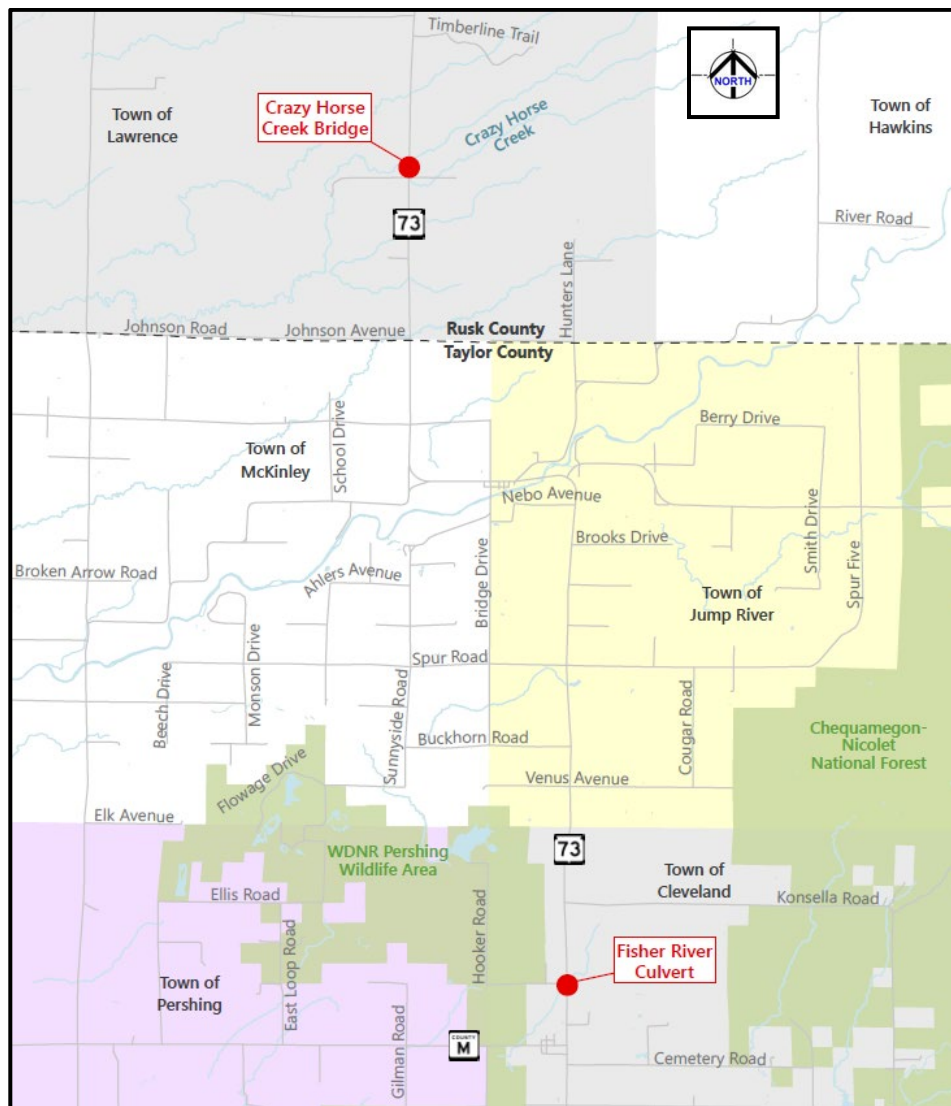 Timberline Trail
NORTH
Town of
Lawrence
Crazy Horse
Creek Bridge
Crazy Horse
Creek
Town of
Hawkins
73
River Road
Hunters Lane
Johnson Road
Johnson Avenue
Rusk County
Taylor County
Berry Drive
School Drive
Town of
McKinley
Nebo Avenue
Brooks Drive
Smith Drive
Spur Five
Bridge Drive
Broken Arrow Road
Ahlers Avenue
Town of
Jump River
Monson Drive
Beech Drive
Spur Road
Sunnyside Road
Cougar Road
Buckhorn Road
Chequamegon-
Nicolet
National Forest
Flowage Drive
Venus Avenue
Elk Avenue
73
WDNR Pershing
Wildlife Area
Town of
Cleveland
Ellis Road
Konsella Road
Hooker Road
East Loop Road
Fisher River
Culvert
Town of
Pershing
Gilman Road
COUNTY
M
Cemetery Road